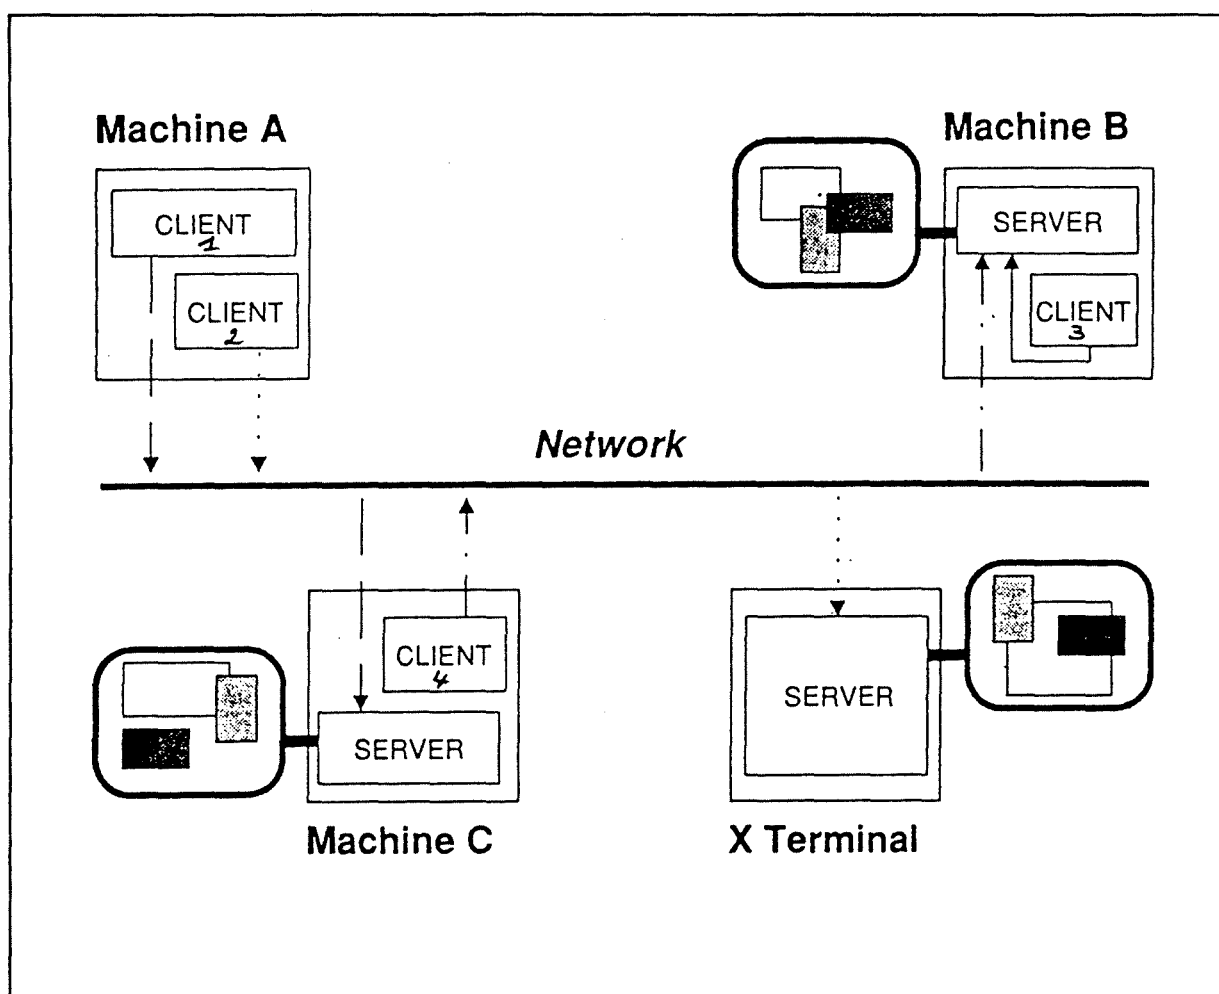 Machine A
CLIENT
1
CLIENT
2
Machine B
SERVER
CLIENT
3
Network
CLIENT
4
SERVER
Machine C
SERVER
X Terminal